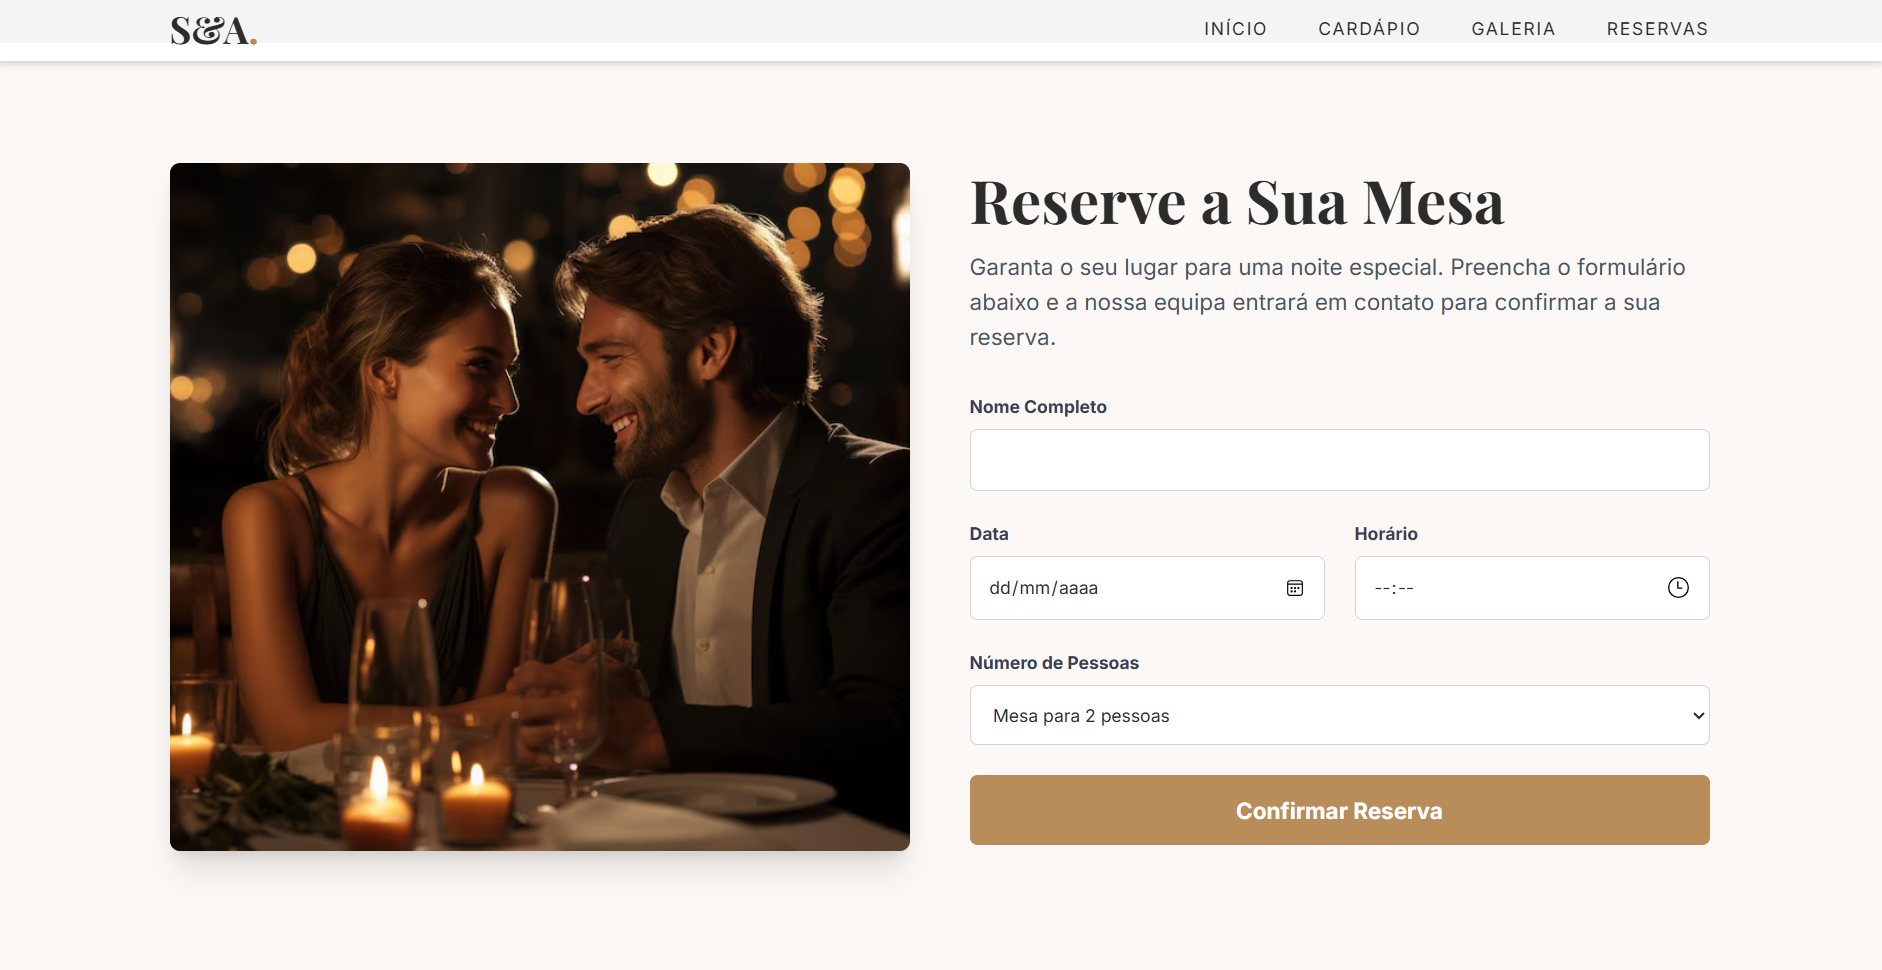 S&A.
INÍCIO
CARDÁPIO
GALERIA
RESERVAS
Reserve a Sua Mesa
Garanta o seu lugar para uma noite especial. Preencha o formulário
abaixo e a nossa equipa entrará em contato para confirmar a sua
reserva.
Nome Completo
Data
Horário
dd/mm/aaaa
--:--
Número de Pessoas
Mesa para 2 pessoas
Confirmar Reserva